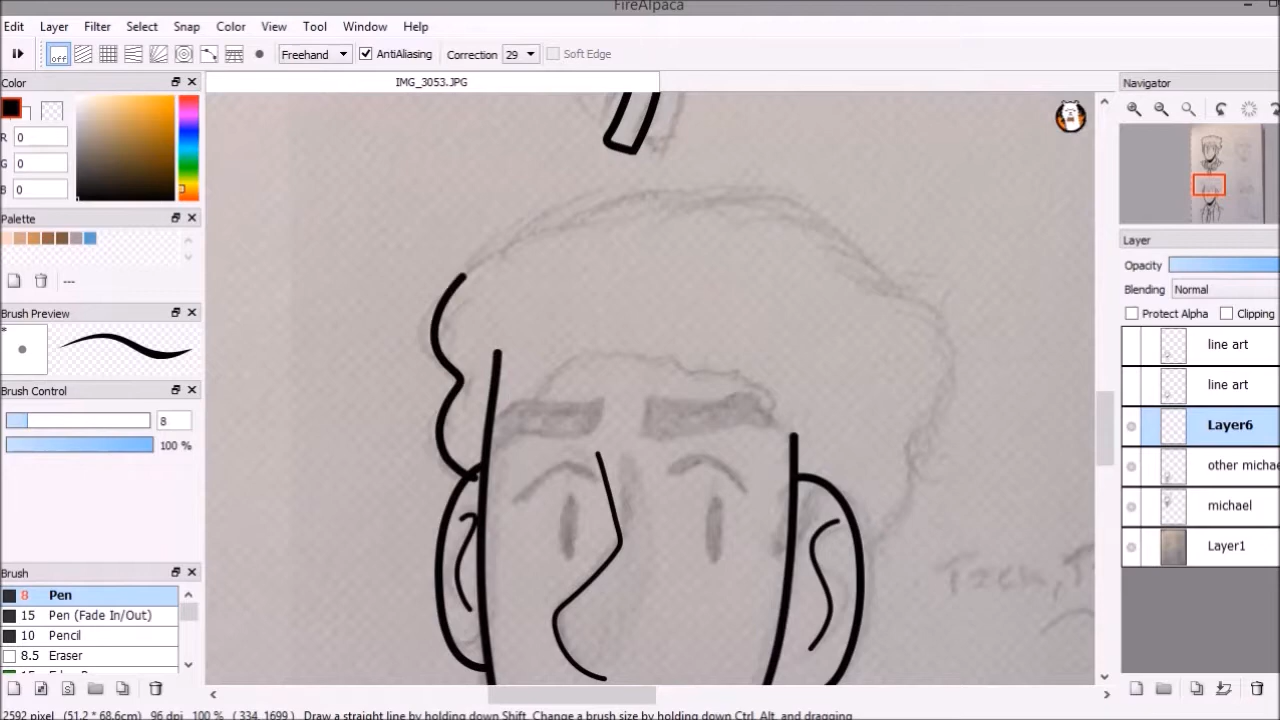 FireAlpaca
Edit Layer Filter Select Snap Color View Tool Window Help
off Freehand AntiAliasing Correction 29 Soft Edge
Color
IMG_3053.JPG
Navigator
R 0
G 0
B 0
Palette
---
Layer
Opacity
Blending Normal
Protect Alpha Clipping
Brush Preview
*
line art
line art
Brush Control
8
100 %
Layer6
other micha
michael
Layer1
Brush
8 Pen
15 Pen (Fade In/Out)
10 Pencil
8.5 Eraser
2592 pixel (51.2 * 68.6cm) 96 dpi 100 % ( 334, 1699 ) Draw a straight line by holding down Shift, Change a brush size by holding down Ctrl, Alt, and dragging